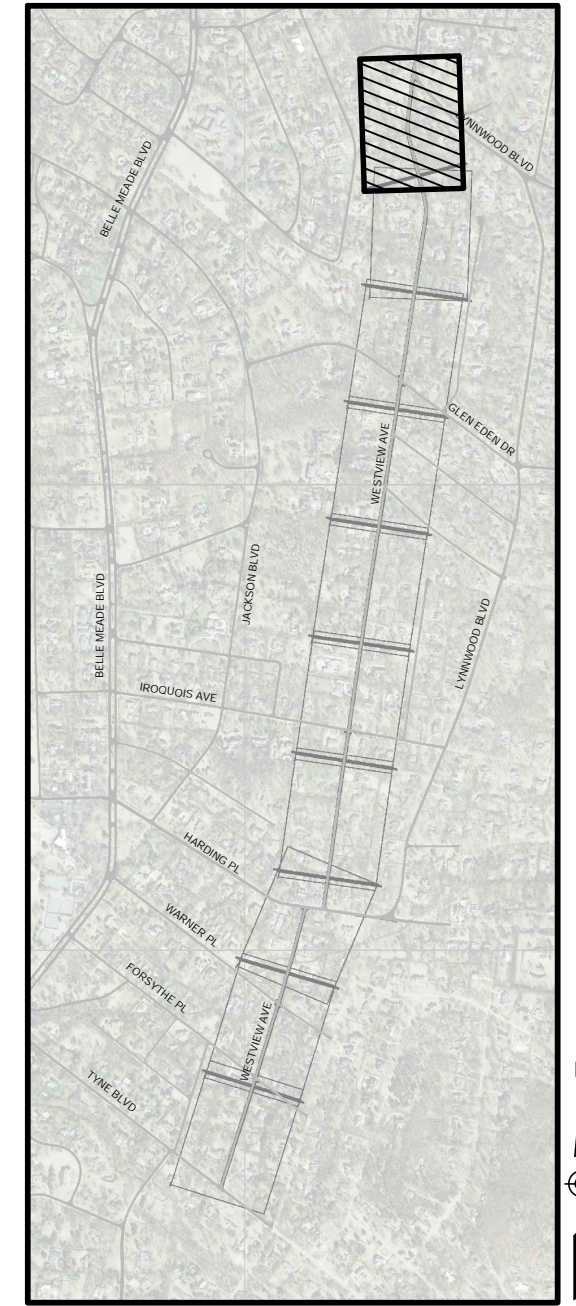 LYNNWOOD BLVD
BELLE MEADE BLVD
GLEN EDEN DR
WESTVIEW AVE
JACKSON BLVD
BELLE MEADE BLVD
LYNNWOOD BLVD
IROQUOIS AVE
HARDING PL
WARNER PL
FORSYTHE PL
WESTVIEW AVE
TYNE BLVD